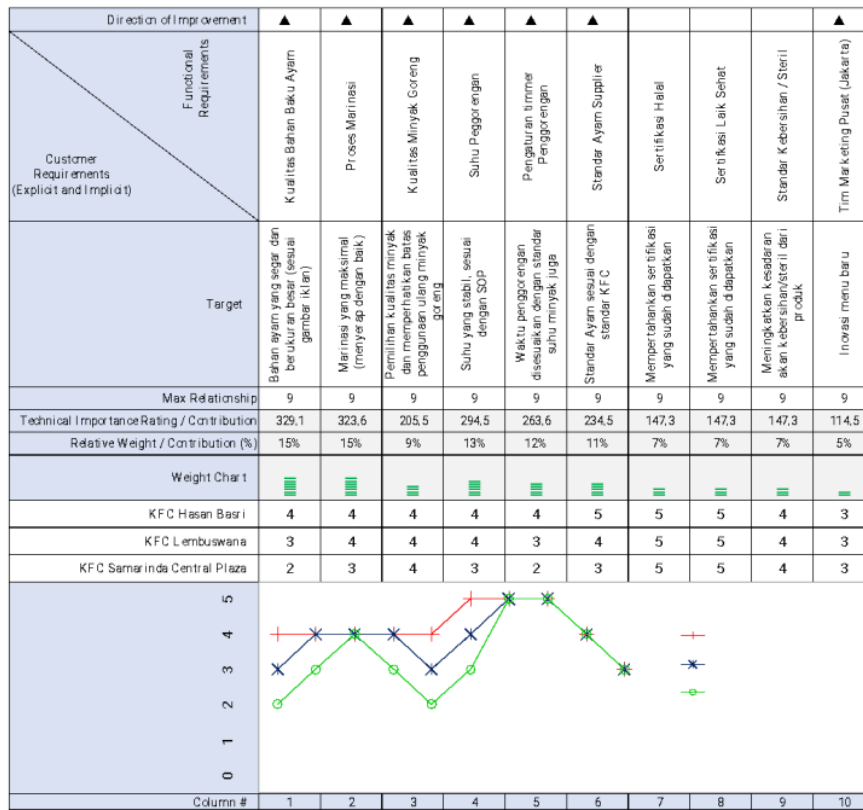 Direction of Improvement ▲ ▲ ▲ ▲ ▲ ▲ ▲
Functional
Requirements
Customer
Requirements
(Explicit and Implicit)
Kualitas Bahan Baku Ayam
Proses Marinasi
Kualitas Minyak Goreng
Suhu Peggorengan
Pengaturan timmer
Penggorengan
Standar Ayam Supplier
Sertifikasi Halal
Sertifkasi Laik Sehat
Standar Kebersihan / Steril
Tim Marketing Pusat (Jakarta)
Target
Bahan ayam yang segar dan
berukuran besar (sesuai
gambar iklan)
Marinasi yang maksimal
(menyerap dengan baik)
Pemilihan kualitas minyak
dan memperhatikan batas
penggunaan ulang minyak
goreng
Suhu yang stabil, sesuai
dengan SOP
Waktu penggorengan
disesuaikan dengan standar
suhu minyak juga
Standar Ayam sesuai dengan
standar KFC
Mempertahankan sertifikasi
yang sudah didapatkan
Mempertahankan sertifikasi
yang sudah didapatkan
Meningkatkan kesadaran
akan kebersihan/steril dari
produk
Inovasi menu baru
Max Relationship 9 9 9 9 9 9 9 9 9 9
Technical Importance Rating / Contribution 329,1 323,6 205,5 294,5 263,6 234,5 147,3 147,3 147,3 114,5
Relative Weight / Contribution (%) 15% 15% 9% 13% 12% 11% 7% 7% 7% 5%
Weight Chart
KFC Hasan Basri 4 4 4 4 4 5 5 5 4 3
KFC Lembuswana 3 4 4 4 3 4 5 5 4 3
KFC Samarinda Central Plaza 2 3 4 3 2 3 5 5 4 3
5
4
3
2
1
0
Column # 1 2 3 4 5 6 7 8 9 10